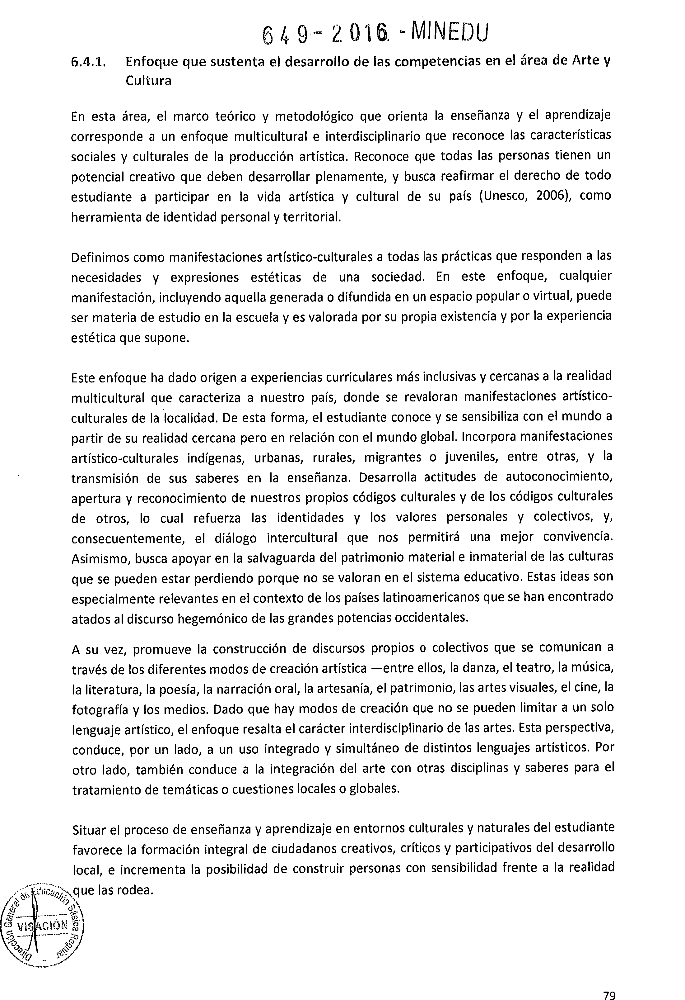 649-2016-MINEDU
6.4.1. Enfoque que sustenta el desarrollo de las competencias en el área de Arte y
Cultura
En esta área, el marco teórico y metodológico que orienta la enseñanza y el aprendizaje
corresponde a un enfoque multicultural e interdisciplinario que reconoce las características
sociales y culturales de la producción artística. Reconoce que todas las personas tienen un
potencial creativo que deben desarrollar plenamente, y busca reafirmar el derecho de todo
estudiante a participar en la vida artística y cultural de su país (Unesco, 2006), como
herramienta de identidad personal y territorial.
Definimos como manifestaciones artístico-culturales a todas las prácticas que responden a las
necesidades y expresiones estéticas de una sociedad. En este enfoque, cualquier
manifestación, incluyendo aquella generada o difundida en un espacio popular o virtual, puede
ser materia de estudio en la escuela y es valorada por su propia existencia y por la experiencia
estética que supone.
Este enfoque ha dado origen a experiencias curriculares más inclusivas y cercanas a la realidad
multicultural que caracteriza a nuestro país, donde se revaloran manifestaciones artístico-
culturales de la localidad. De esta forma, el estudiante conoce y se sensibiliza con el mundo a
partir de su realidad cercana pero en relación con el mundo global. Incorpora manifestaciones
artístico-culturales indígenas, urbanas, rurales, migrantes o juveniles, entre otras, y la
transmisión de sus saberes en la enseñanza. Desarrolla actitudes de autoconocimiento,
apertura y reconocimiento de nuestros propios códigos culturales y de los códigos culturales
de otros, lo cual refuerza las identidades y los valores personales y colectivos, y,
consecuentemente, el diálogo intercultural que nos permitirá una mejor convivencia.
Asimismo, busca apoyar en la salvaguarda del patrimonio material e inmaterial de las culturas
que se pueden estar perdiendo porque no se valoran en el sistema educativo. Estas ideas son
especialmente relevantes en el contexto de los países latinoamericanos que se han encontrado
atados al discurso hegemónico de las grandes potencias occidentales.
A su vez, promueve la construcción de discursos propios o colectivos que se comunican a
través de los diferentes modos de creación artística —entre ellos, la danza, el teatro, la música,
la literatura, la poesía, la narración oral, la artesanía, el patrimonio, las artes visuales, el cine, la
fotografía y los medios. Dado que hay modos de creación que no se pueden limitar a un solo
lenguaje artístico, el enfoque resalta el carácter interdisciplinario de las artes. Esta perspectiva,
conduce, por un lado, a un uso integrado y simultáneo de distintos lenguajes artísticos. Por
otro lado, también conduce a la integración del arte con otras disciplinas y saberes para el
tratamiento de temáticas o cuestiones locales o globales.
Situar el proceso de enseñanza y aprendizaje en entornos culturales y naturales del estudiante
favorece la formación integral de ciudadanos creativos, críticos y participativos del desarrollo
local, e incrementa la posibilidad de construir personas con sensibilidad frente a la realidad
que las rodea.
Dirección General de Educación Básica Regular
VISACIÓN
79